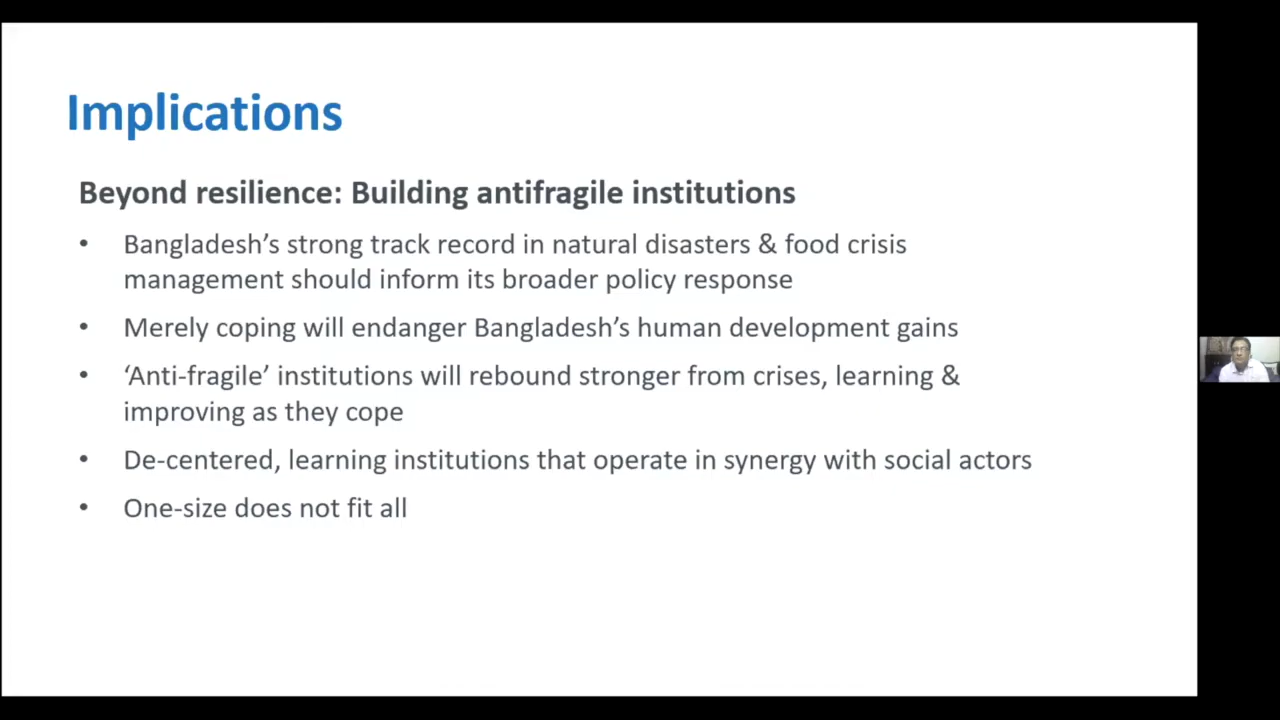 Implications
Beyond resilience: Building antifragile institutions
• Bangladesh’s strong track record in natural disasters & food crisis
management should inform its broader policy response
• Merely coping will endanger Bangladesh’s human development gains
• ‘Anti-fragile’ institutions will rebound stronger from crises, learning &
improving as they cope
• De-centered, learning institutions that operate in synergy with social actors
• One-size does not fit all